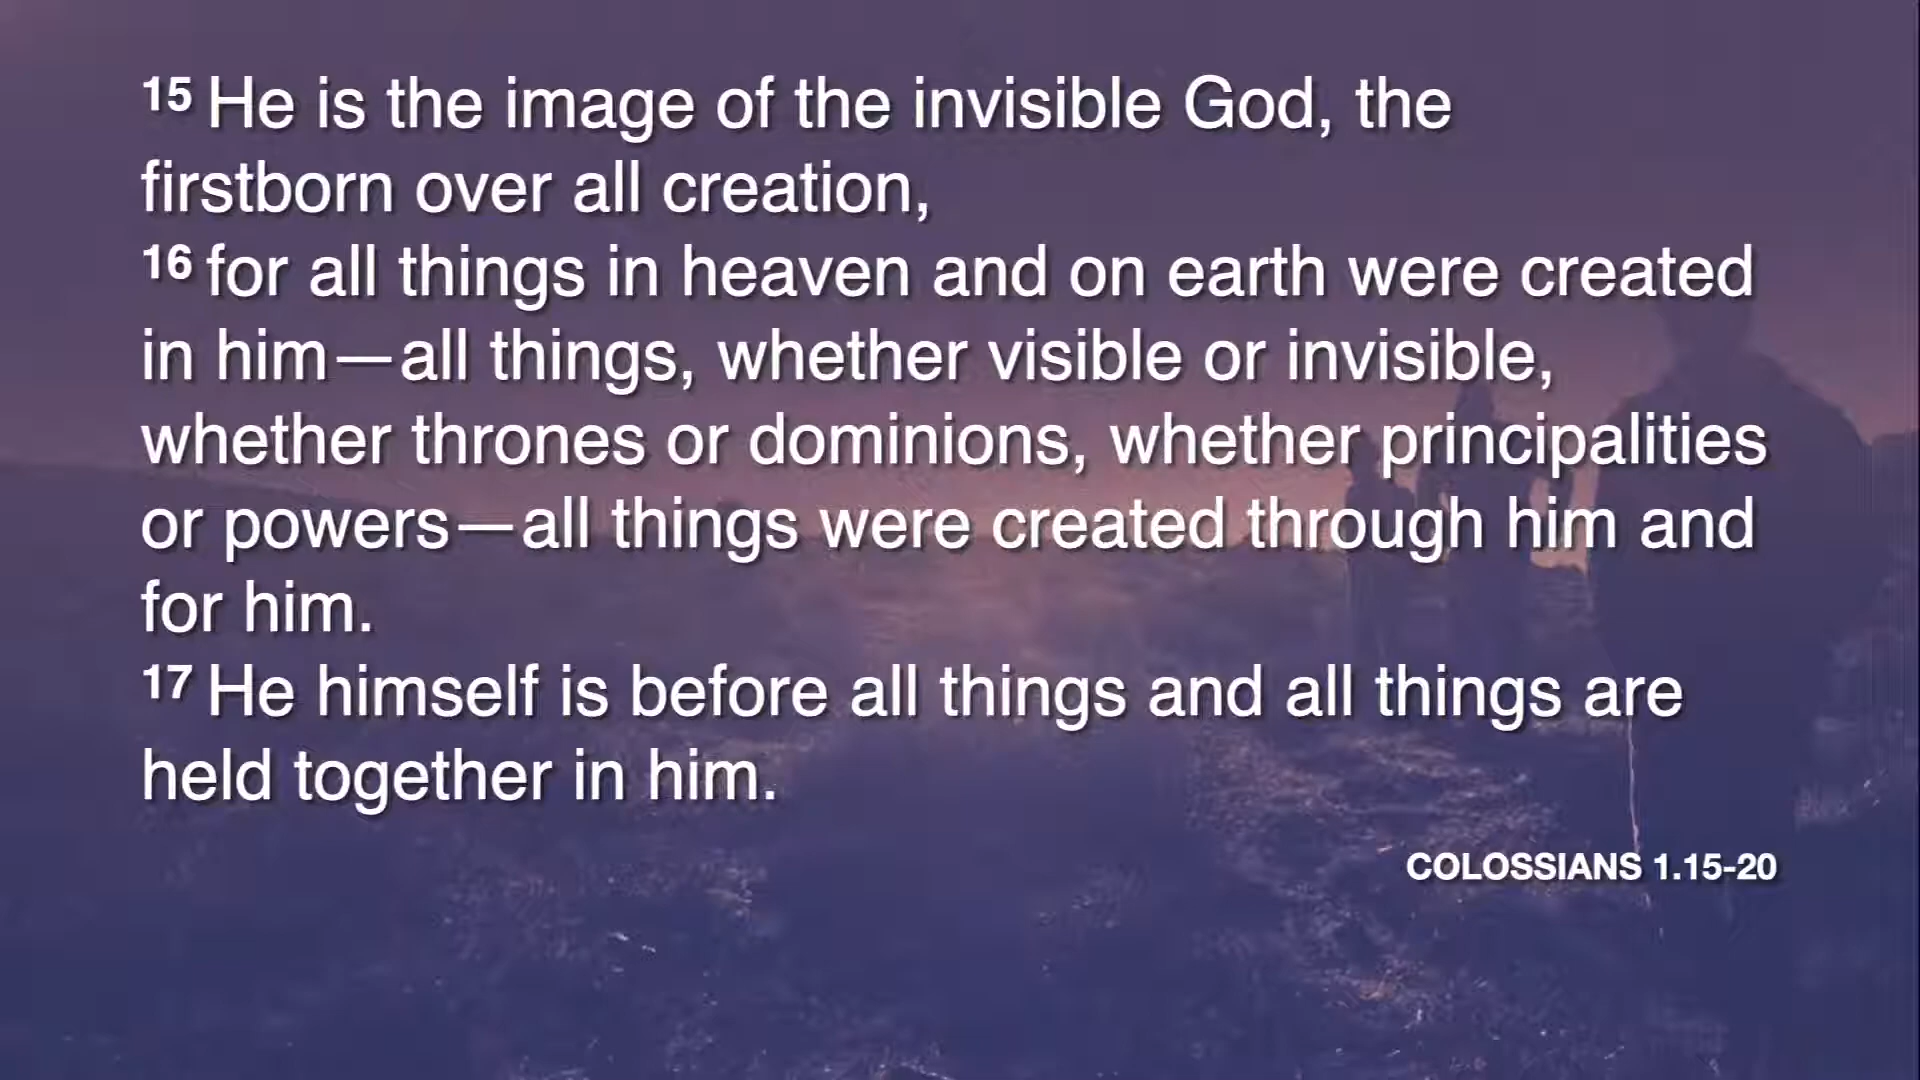 15 He is the image of the invisible God, the
firstborn over all creation,
16 for all things in heaven and on earth were created
in him—all things, whether visible or invisible,
whether thrones or dominions, whether principalities
or powers—all things were created through him and
for him.
17 He himself is before all things and all things are
held together in him.
COLOSSIANS 1.15-20